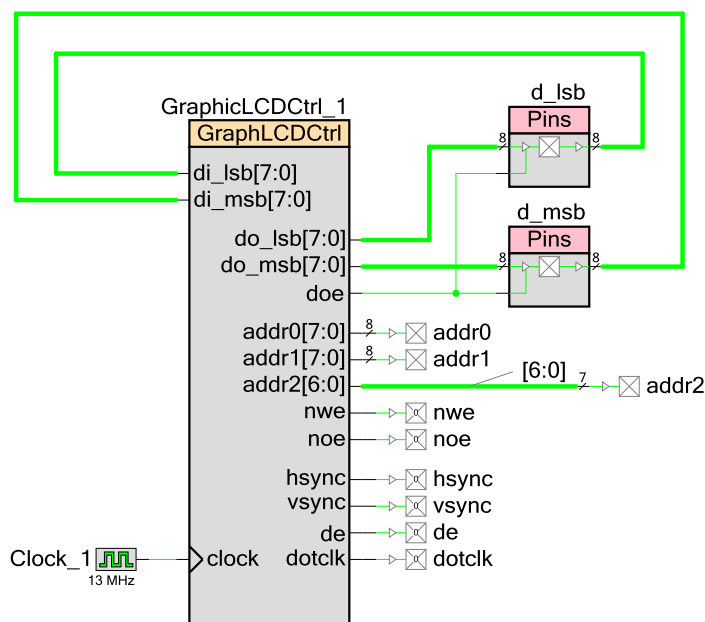 d_lsb
GraphicLCDCtrl_1
Pins
GraphLCDCtrl
8
8
di_lsb[7:0]
di_msb[7:0]
d_msb
Pins
do_lsb[7:0]
do_msb[7:0]
8
8
doe
addr0[7:0]
8
addr0
addr1[7:0]
8
addr1
addr2[6:0]
[6:0]
7
addr2
nwe
α
nwe
noe
α
noe
hsync
α
hsync
vsync
α
vsync
de
α
de
Clock_1
clock
dotclk
α
dotclk
13 MHz